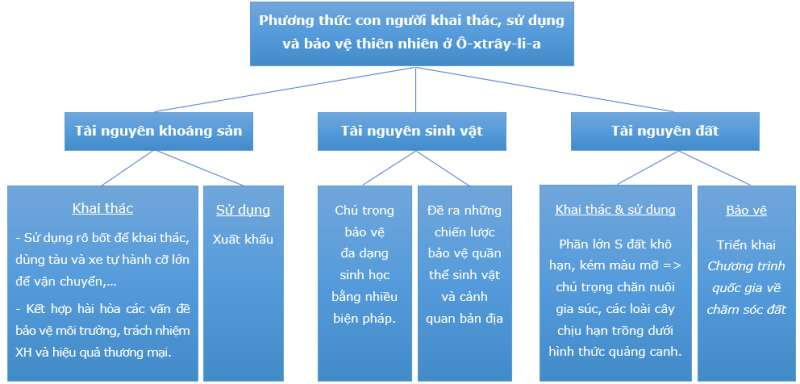 Phương thức con người khai thác, sử dụng
và bảo vệ thiên nhiên ở Ô-xtrây-li-a
Tài nguyên khoáng sản
Tài nguyên sinh vật
Tài nguyên đất
Khai thác
- Sử dụng rô bốt để khai thác,
dùng tàu và xe tự hành cỡ lớn
để vận chuyển,...
- Kết hợp hài hòa các vấn đề
bảo vệ môi trường, trách nhiệm
XH và hiệu quả thương mại.
Sử dụng
Xuất khẩu
Chú trọng
bảo vệ
đa dạng
sinh học
bằng nhiều
biện pháp.
Đề ra những
chiến lược
bảo vệ quần
thể sinh vật
và cảnh
quan bản địa
Khai thác & sử dụng
Phần lớn S đất khô
hạn, kém màu mỡ =>
chú trọng chăn nuôi
gia súc, các loài cây
chịu hạn trồng dưới
hình thức quảng canh.
Bảo vệ
Triển khai
Chương trình
quốc gia về
chăm sóc đất